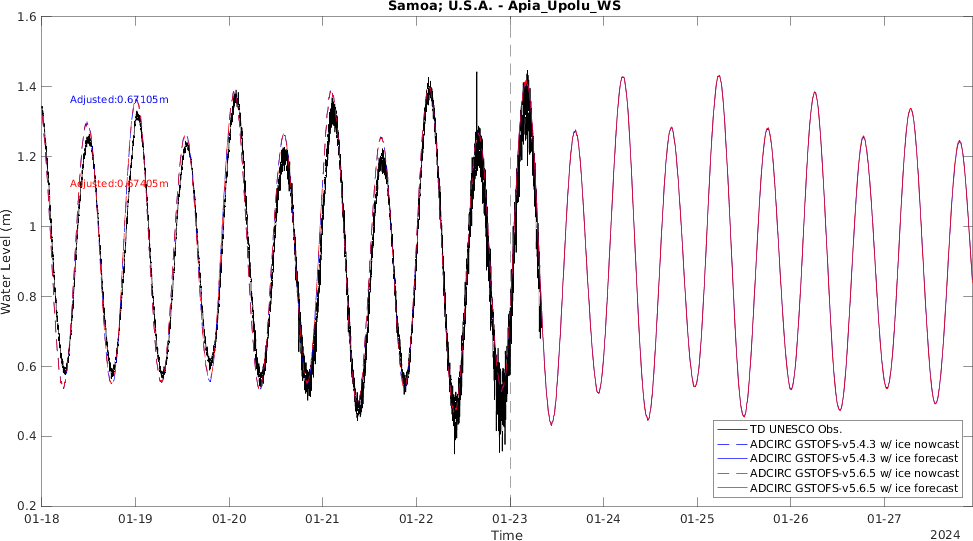 Samoa; U.S.A. - Apia_Upolu_WS
1.6
1.4
1.2
1
0.8
0.6
0.4
0.2
Water Level (m)
Adjusted:0.67105m
Adjusted:0.67405m
TD UNESCO Obs.
ADCIRC GSTOFS-v5.4.3 w/ ice nowcast
ADCIRC GSTOFS-v5.4.3 w/ ice forecast
ADCIRC GSTOFS-v5.6.5 w/ ice nowcast
ADCIRC GSTOFS-v5.6.5 w/ ice forecast
01-18 01-19 01-20 01-21 01-22 01-23 01-24 01-25 01-26 01-27
Time
2024